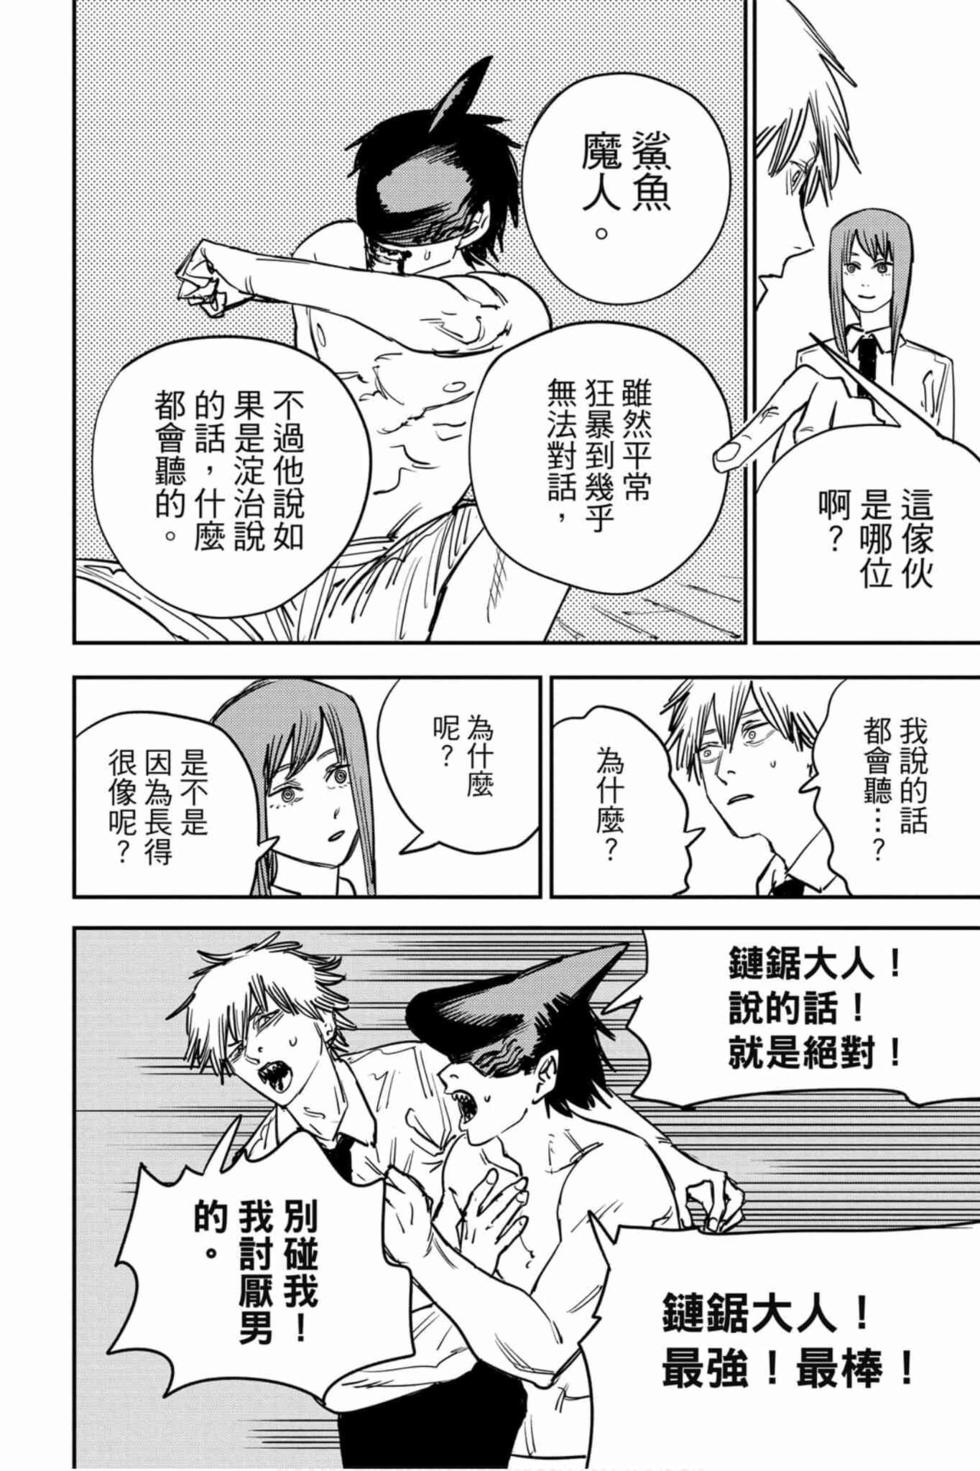 這傢伙
是哪位
啊？
鯊魚
魔人。
雖然平常
狂暴到幾乎
無法對話，
不過他說如
果是淀治說
的話，什麼
都會聽的。
我說的話
都會聽…？
為什麼？
為什麼
呢？
是不是
因為長得
很像呢？
鏈鋸大人！
說的話！
就是絕對！
鏈鋸大人！
最強！最棒！
別碰我！
我討厭男
的。